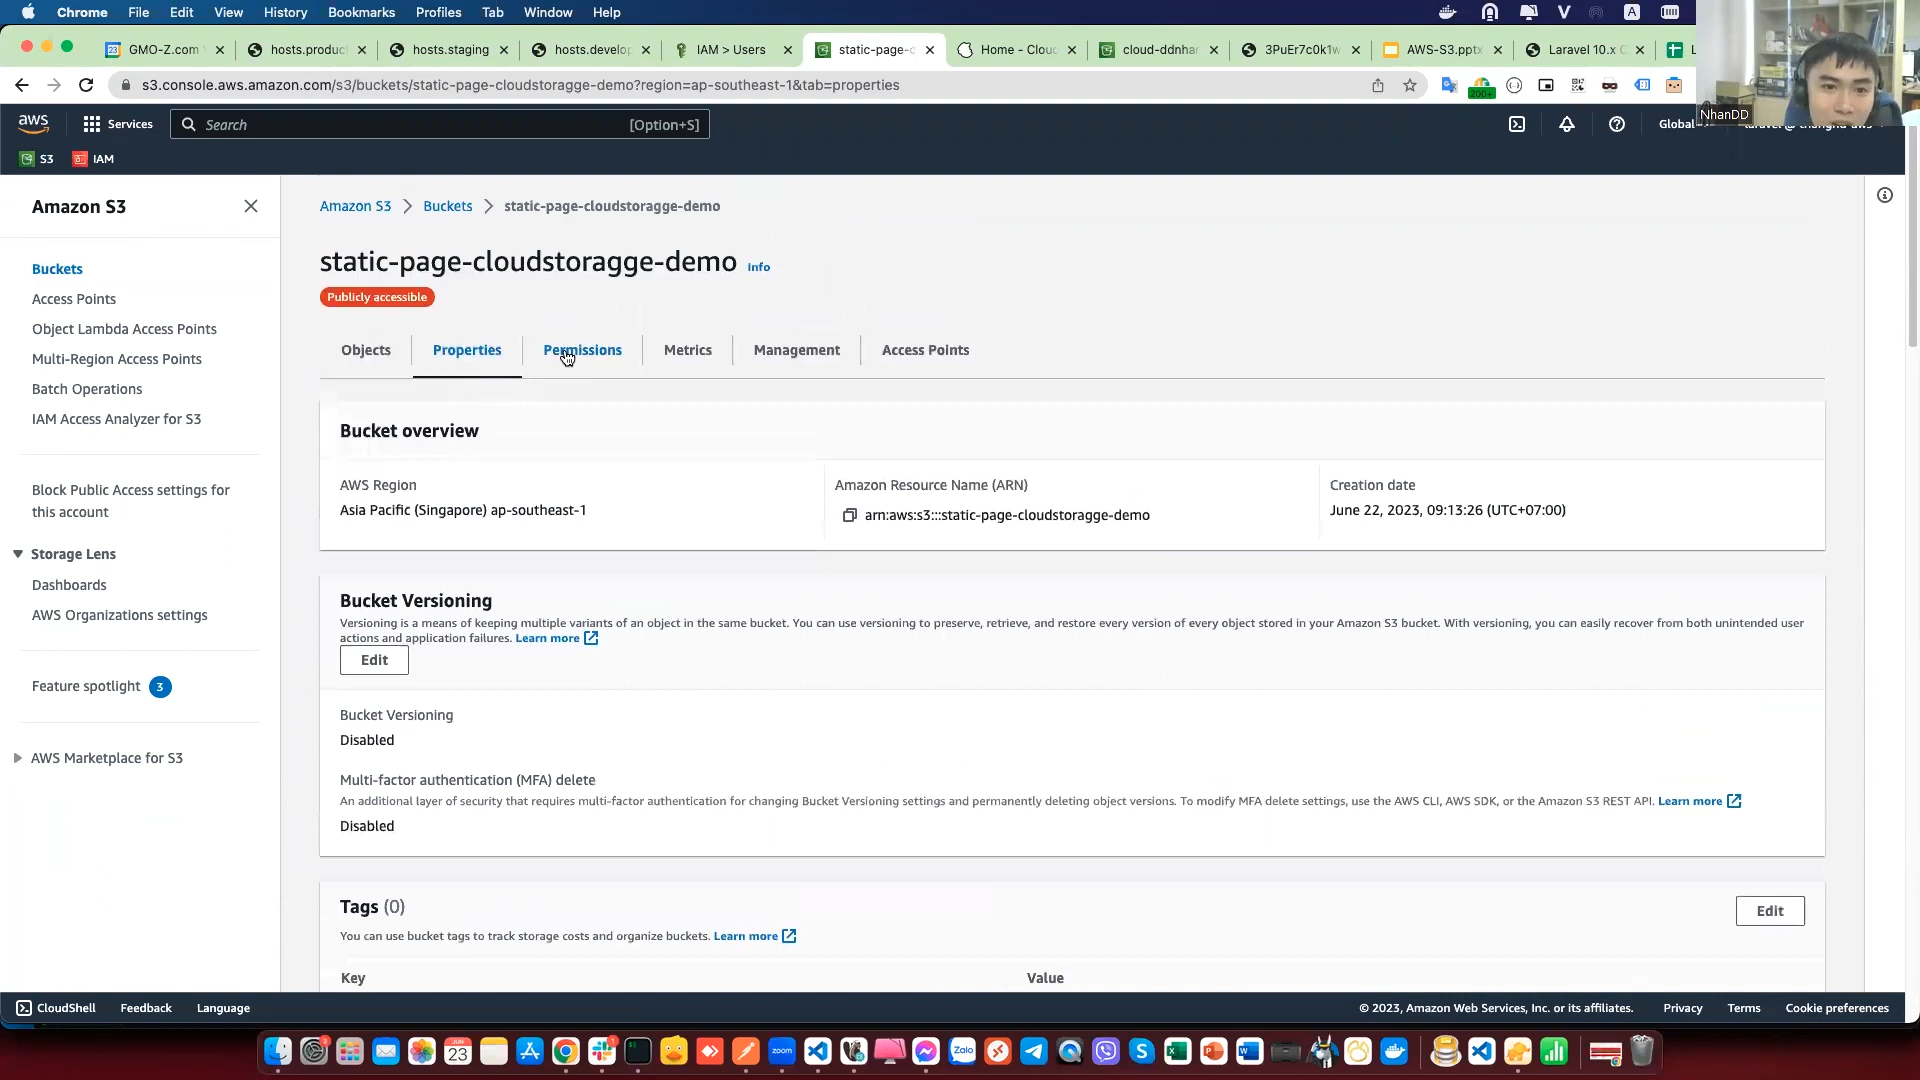 Chrome File Edit View History Bookmarks Profiles Tab Window Help
GMO-Z.com
hosts.produc
hosts.staging
hosts.develop
IAM > Users
static-page-c
Home - Clou
cloud-ddnhar
3PuEr7c0k1w
AWS-S3.pptx
Laravel 10.x C
s3.console.aws.amazon.com/s3/buckets/static-page-cloudstoragge-demo?region=ap-southeast-1&tab=properties
200+
NhanDD
aws Services Search [Option+S] Global
S3 IAM
Amazon S3
Buckets
Access Points
Object Lambda Access Points
Multi-Region Access Points
Batch Operations
IAM Access Analyzer for S3
Block Public Access settings for
this account
Storage Lens
Dashboards
AWS Organizations settings
Feature spotlight 3
AWS Marketplace for S3
Amazon S3 > Buckets > static-page-cloudstoragge-demo
static-page-cloudstoragge-demo Info
Publicly accessible
Objects Properties Permissions Metrics Management Access Points
Bucket overview
AWS Region
Asia Pacific (Singapore) ap-southeast-1
Amazon Resource Name (ARN)
arn:aws:s3:::static-page-cloudstoragge-demo
Creation date
June 22, 2023, 09:13:26 (UTC+07:00)
Bucket Versioning
Versioning is a means of keeping multiple variants of an object in the same bucket. You can use versioning to preserve, retrieve, and restore every version of every object stored in your Amazon S3 bucket. With versioning, you can easily recover from both unintended user
actions and application failures. Learn more
Edit
Bucket Versioning
Disabled
Multi-factor authentication (MFA) delete
An additional layer of security that requires multi-factor authentication for changing Bucket Versioning settings and permanently deleting object versions. To modify MFA delete settings, use the AWS CLI, AWS SDK, or the Amazon S3 REST API. Learn more
Disabled
Tags (0)
Edit
You can use bucket tags to track storage costs and organize buckets. Learn more
Key Value
CloudShell Feedback Language © 2023, Amazon Web Services, Inc. or its affiliates. Privacy Terms Cookie preferences
JUN
23
zoom
Zalo